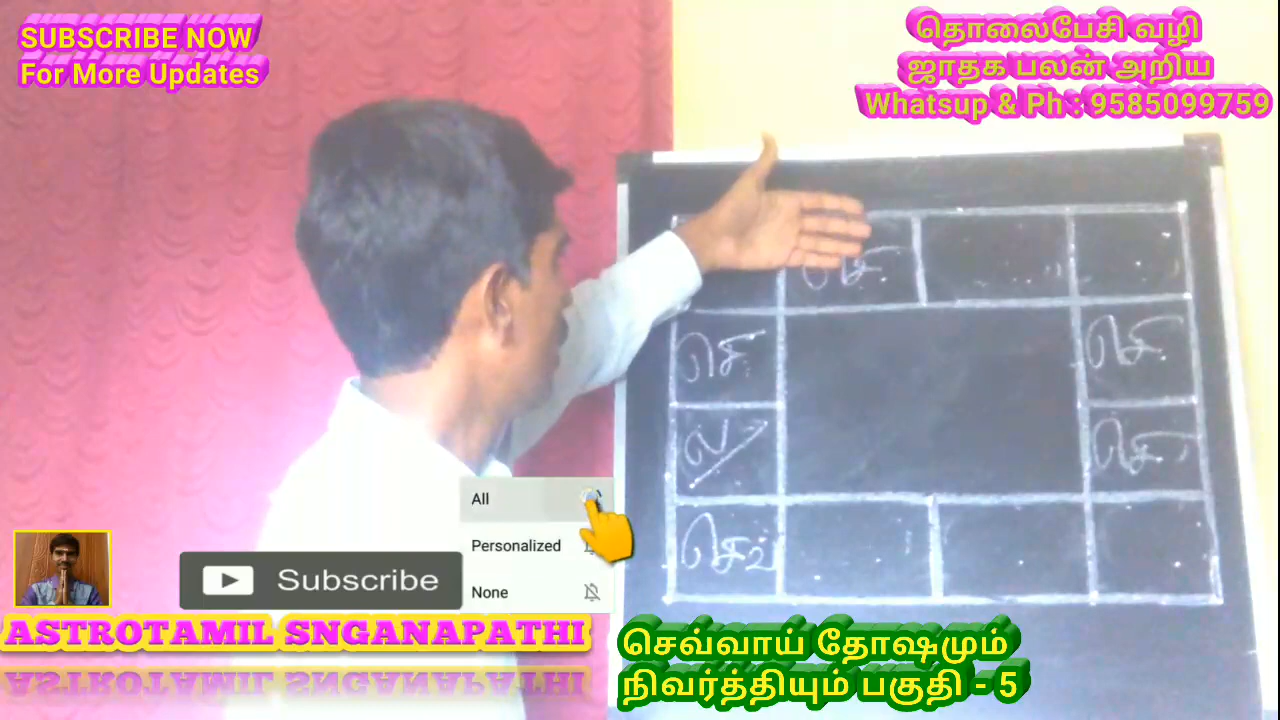 SUBSCRIBE NOW
For More Updates
தொலைபேசி வழி
ஜாதக பலன் அறிய
Whatsup & Ph : 9585099759
செ
செ
செ
ல/
செ
செவ்
All
Personalized
None
Subscribe
ASTROTAMIL SNGANAPATHI
செவ்வாய் தோஷமும்
நிவர்த்தியும் பகுதி - 5